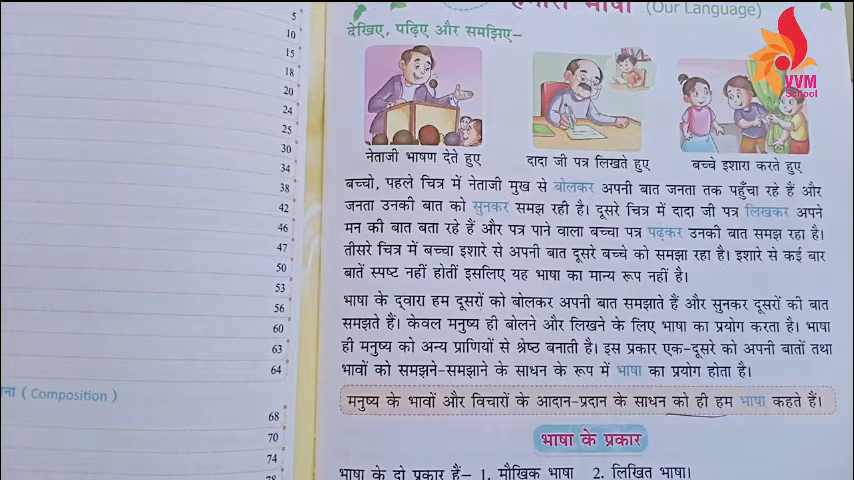 5
10
15
18
20
24
25
30
34
38
42
46
47
50
53
56
60
63
64
( Composition )
68
70
74
हमारी भाषा (Our Language)
VVM
School
देखिए, पढ़िए और समझिए–
नेताजी भाषण देते हुए
दादा जी पत्र लिखते हुए
बच्चे इशारा करते हुए
बच्चो, पहले चित्र में नेताजी मुख से बोलकर अपनी बात जनता तक पहुँचा रहे हैं और
जनता उनकी बात को सुनकर समझ रही है। दूसरे चित्र में दादा जी पत्र लिखकर अपने
मन की बात बता रहे हैं और पत्र पाने वाला बच्चा पत्र पढ़कर उनकी बात समझ रहा है।
तीसरे चित्र में बच्चा इशारे से अपनी बात दूसरे बच्चे को समझा रहा है। इशारे से कई बार
बातें स्पष्ट नहीं होतीं इसलिए यह भाषा का मान्य रूप नहीं है।
भाषा के द्वारा हम दूसरों को बोलकर अपनी बात समझाते हैं और सुनकर दूसरों की बात
समझते हैं। केवल मनुष्य ही बोलने और लिखने के लिए भाषा का प्रयोग करता है। भाषा
ही मनुष्य को अन्य प्राणियों से श्रेष्ठ बनाती है। इस प्रकार एक-दूसरे को अपनी बातों तथा
भावों को समझने-समझाने के साधन के रूप में भाषा का प्रयोग होता है।
मनुष्य के भावों और विचारों के आदान-प्रदान के साधन को ही हम भाषा कहते हैं।
भाषा के प्रकार
भाषा के दो प्रकार हैं– 1. मौखिक भाषा 2. लिखित भाषा।